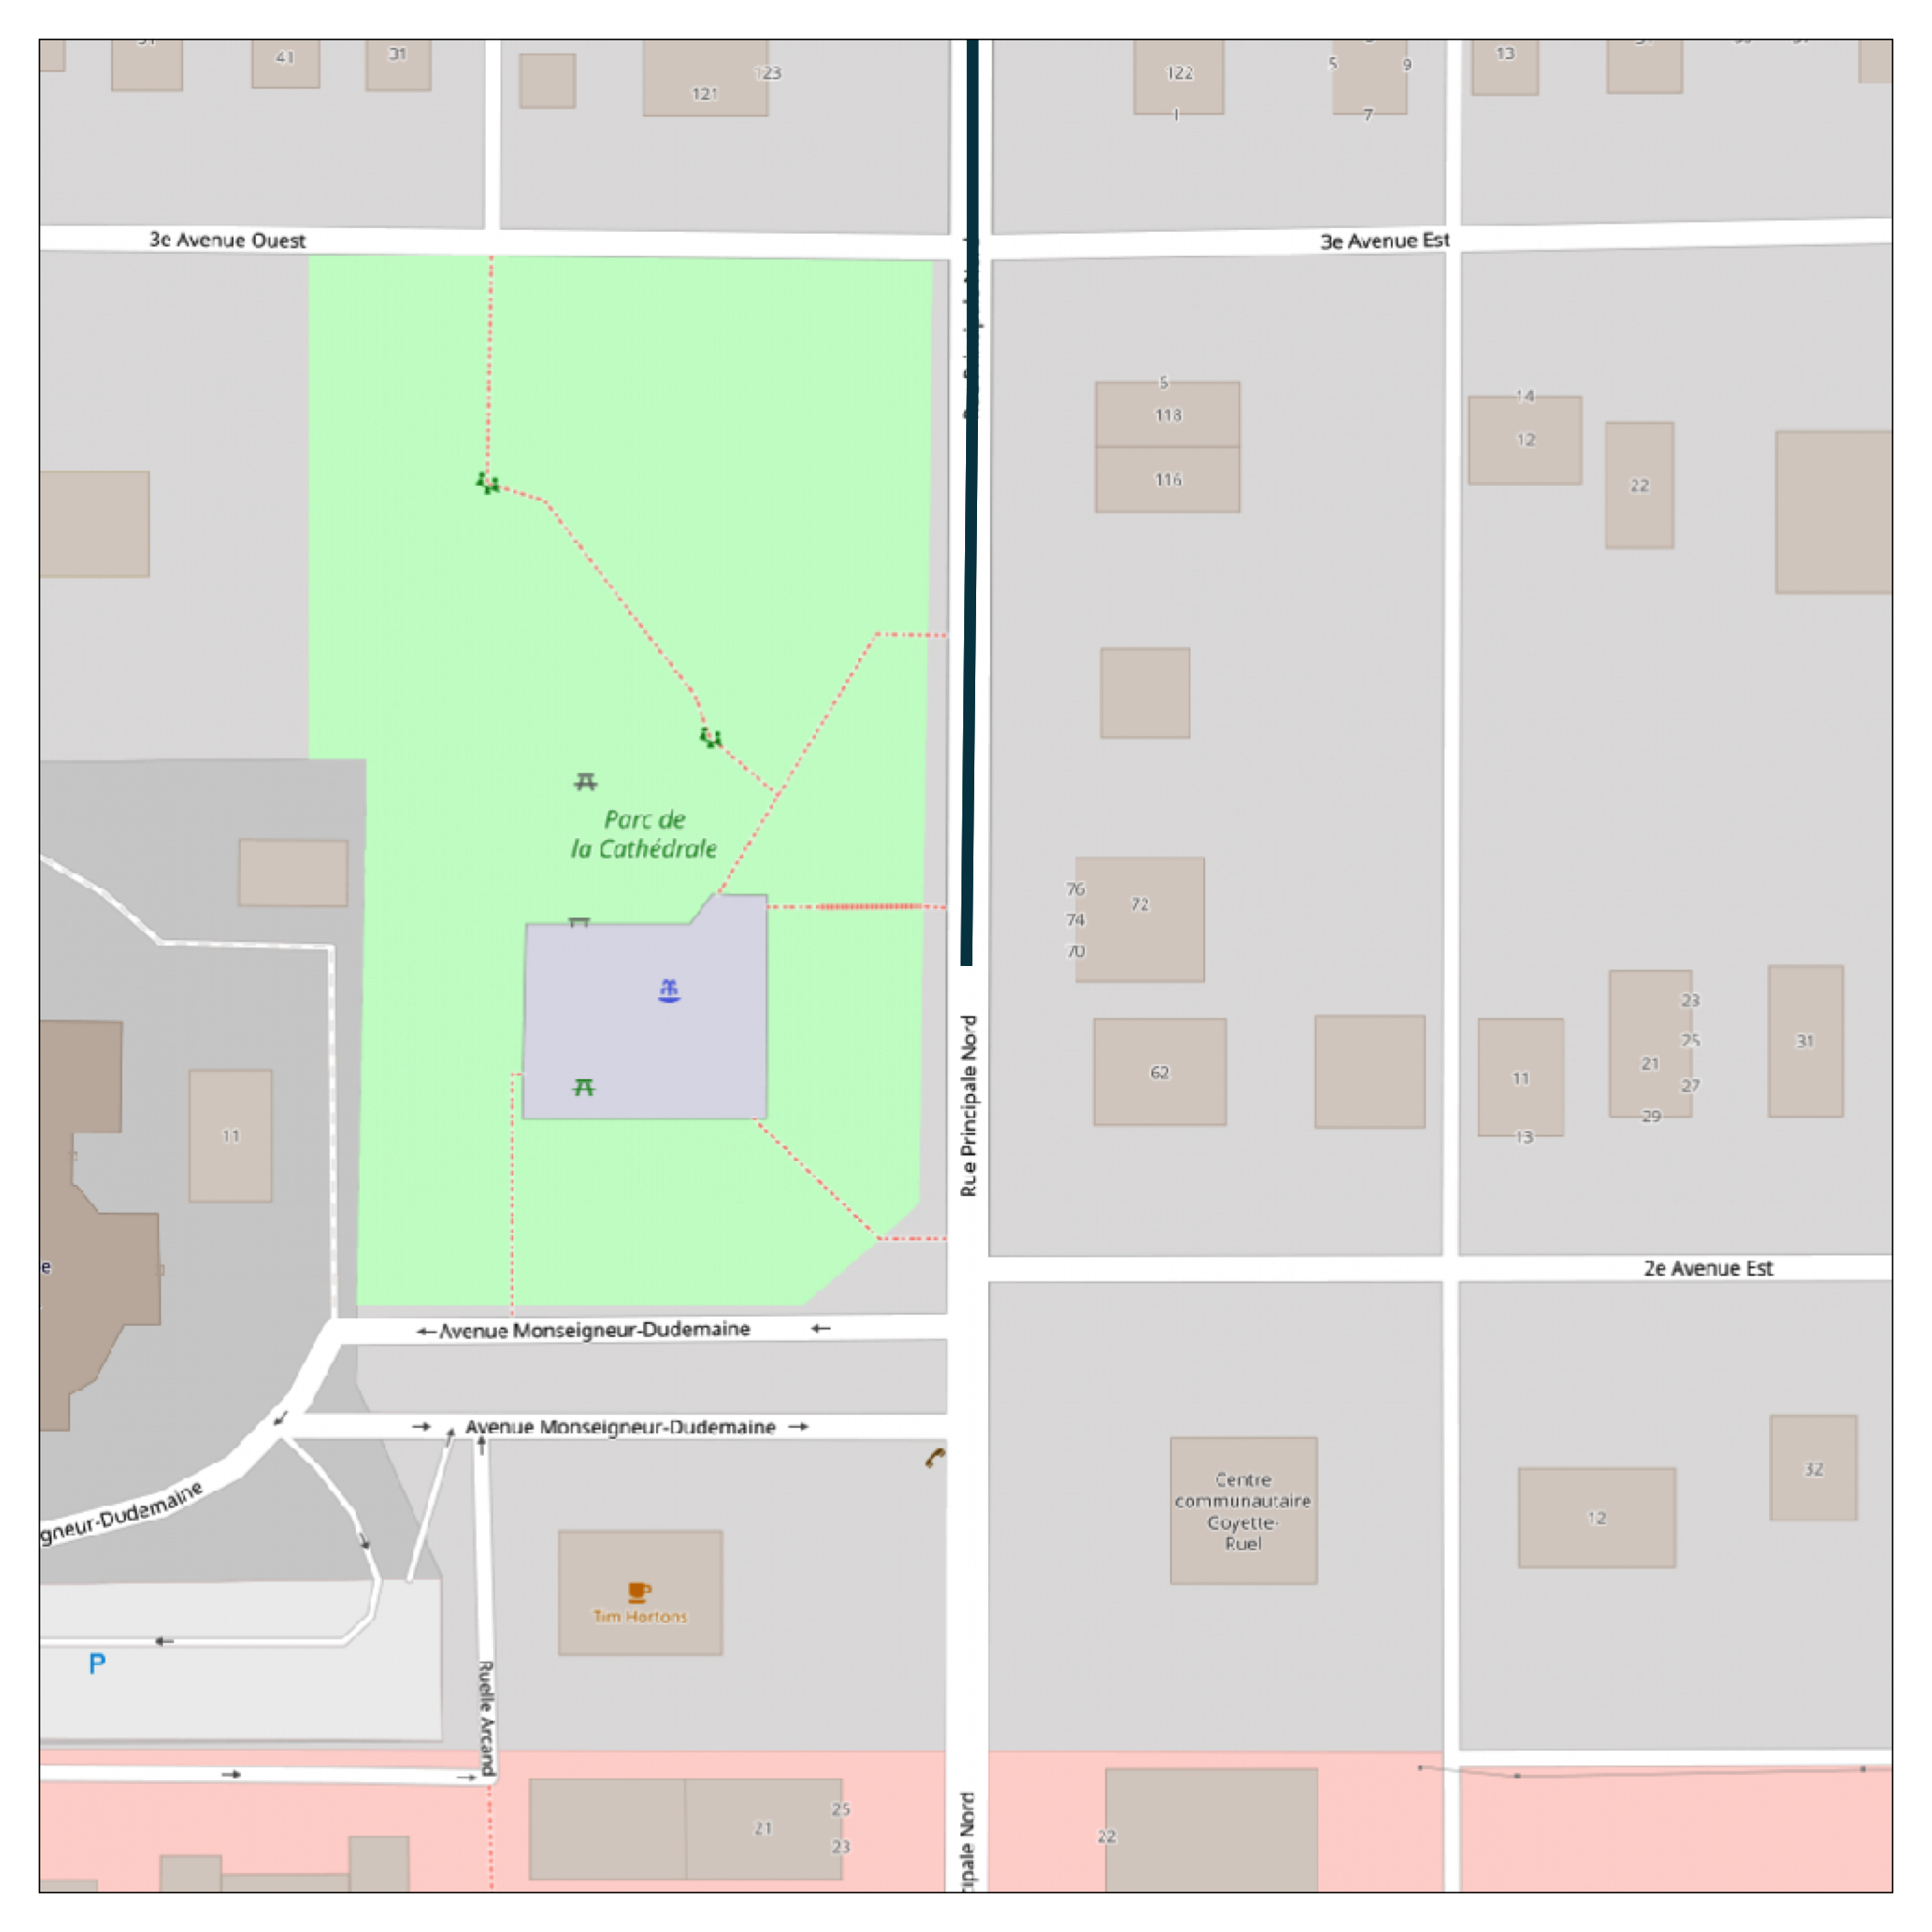 41
31
123
121
122
5
9
7
13
3e Avenue Ouest
3e Avenue Est
5
118
116
14
12
22
Parc de
la Cathédrale
76
72
74
70
Rue Principale Nord
62
11
13
23
25
21
27
29
31
11
e
2e Avenue Est
Avenue Monseigneur-Dudemaine
Avenue Monseigneur-Dudemaine
gneur-Dudemaine
Centre
communautaire
Goyette-
Ruel
12
32
Tim Hortons
P
Ruelle Arcand
cipale Nord
25
21
23
22